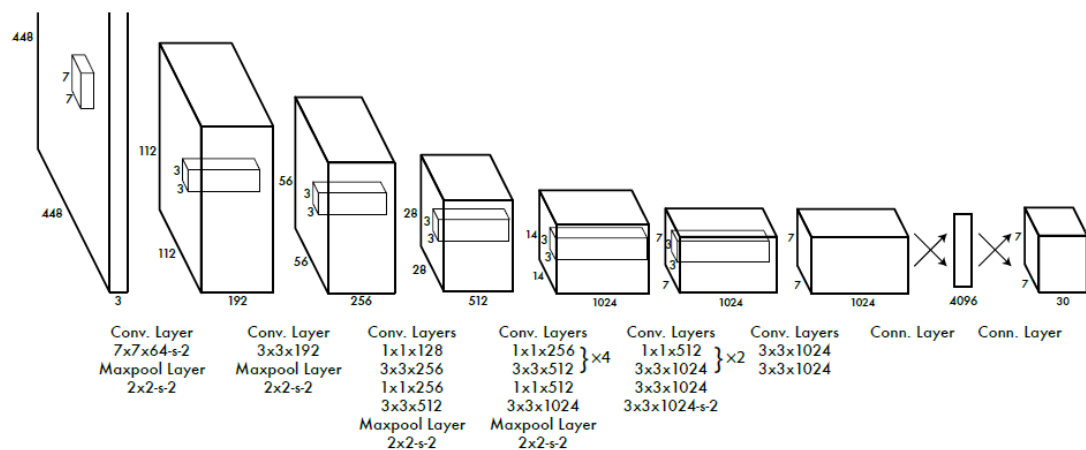 448
7
7
448
3
112
3
3
112
192
56
3
3
56
256
28
3
3
28
512
14
3
3
14
1024
7
3
3
7
1024
7
7
1024
4096
7
7
30
Conv. Layer
7x7x64-s-2
Maxpool Layer
2x2-s-2
Conv. Layer
3x3x192
Maxpool Layer
2x2-s-2
Conv. Layers
1x1x128
3x3x256
1x1x256
3x3x512
Maxpool Layer
2x2-s-2
Conv. Layers
1x1x256
3x3x512
}×4
1x1x512
3x3x1024
Maxpool Layer
2x2-s-2
Conv. Layers
1x1x512
3x3x1024
}×2
3x3x1024
3x3x1024-s-2
Conv. Layers
3x3x1024
3x3x1024
Conn. Layer
Conn. Layer